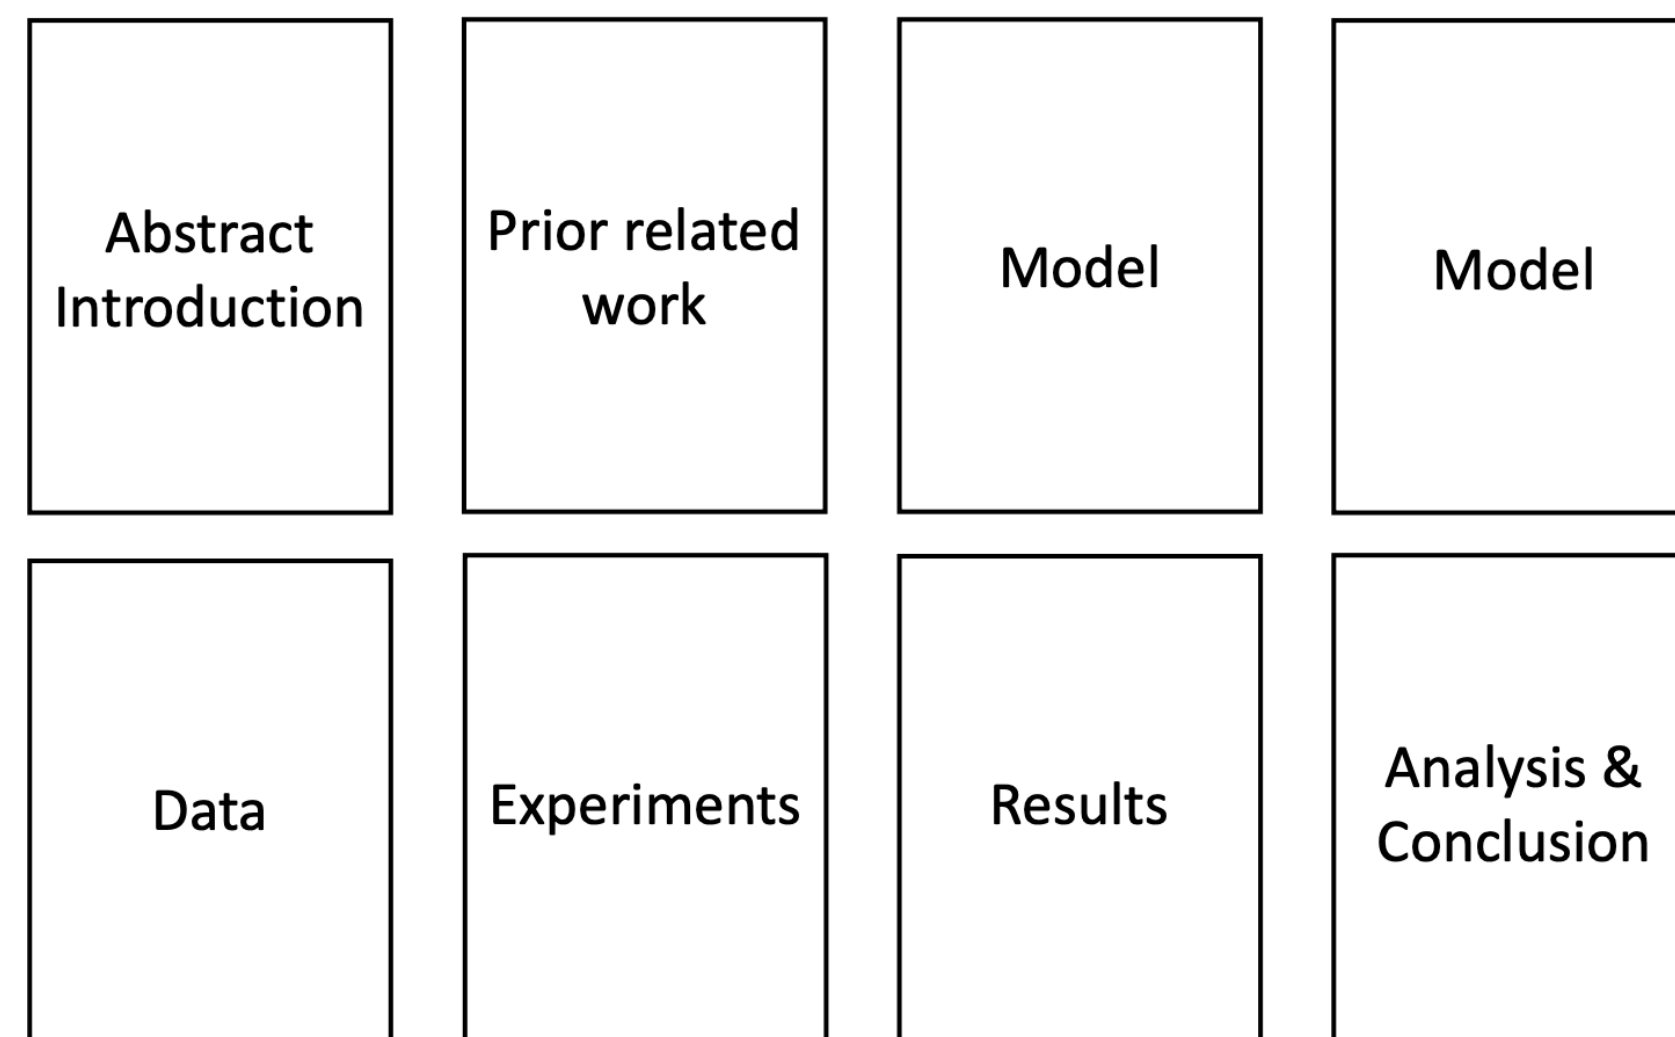 Abstract
Introduction
Prior related
work
Model
Model
Data
Experiments
Results
Analysis &
Conclusion